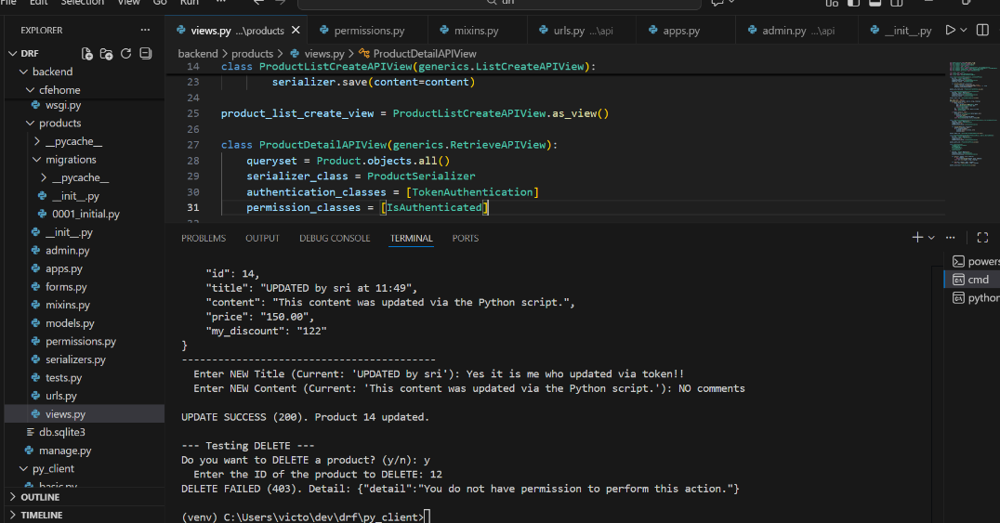 File Edit Selection View Go Run ... drf
EXPLORER ...
views.py ...\products
permissions.py
mixins.py
urls.py ...\api
apps.py
admin.py ...\api
__init__.py
DRF
backend
cfehome
wsgi.py
products
__pycache__
migrations
__pycache__
__init__.py
0001_initial.py
__init__.py
admin.py
apps.py
forms.py
mixins.py
models.py
permissions.py
serializers.py
tests.py
urls.py
views.py
db.sqlite3
manage.py
py_client
basic.py
OUTLINE
TIMELINE
backend > products > views.py > ProductDetailAPIView
14 class ProductListCreateAPIView(generics.ListCreateAPIView):
23 serializer.save(content=content)
24
25 product_list_create_view = ProductListCreateAPIView.as_view()
26
27 class ProductDetailAPIView(generics.RetrieveAPIView):
28 queryset = Product.objects.all()
29 serializer_class = ProductSerializer
30 authentication_classes = [TokenAuthentication]
31 permission_classes = [IsAuthenticated]
PROBLEMS OUTPUT DEBUG CONSOLE TERMINAL PORTS
"id": 14,
"title": "UPDATED by sri at 11:49",
"content": "This content was updated via the Python script.",
"price": "150.00",
"my_discount": "122"
}
------------------------------------------
Enter NEW Title (Current: 'UPDATED by sri'): Yes it is me who updated via token!!
Enter NEW Content (Current: 'This content was updated via the Python script.'): NO comments
UPDATE SUCCESS (200). Product 14 updated.
--- Testing DELETE ---
Do you want to DELETE a product? (y/n): y
Enter the ID of the product to DELETE: 12
DELETE FAILED (403). Detail: {"detail":"You do not have permission to perform this action."}
(venv) C:\Users\victo\dev\drf\py_client>
powers
cmd
python